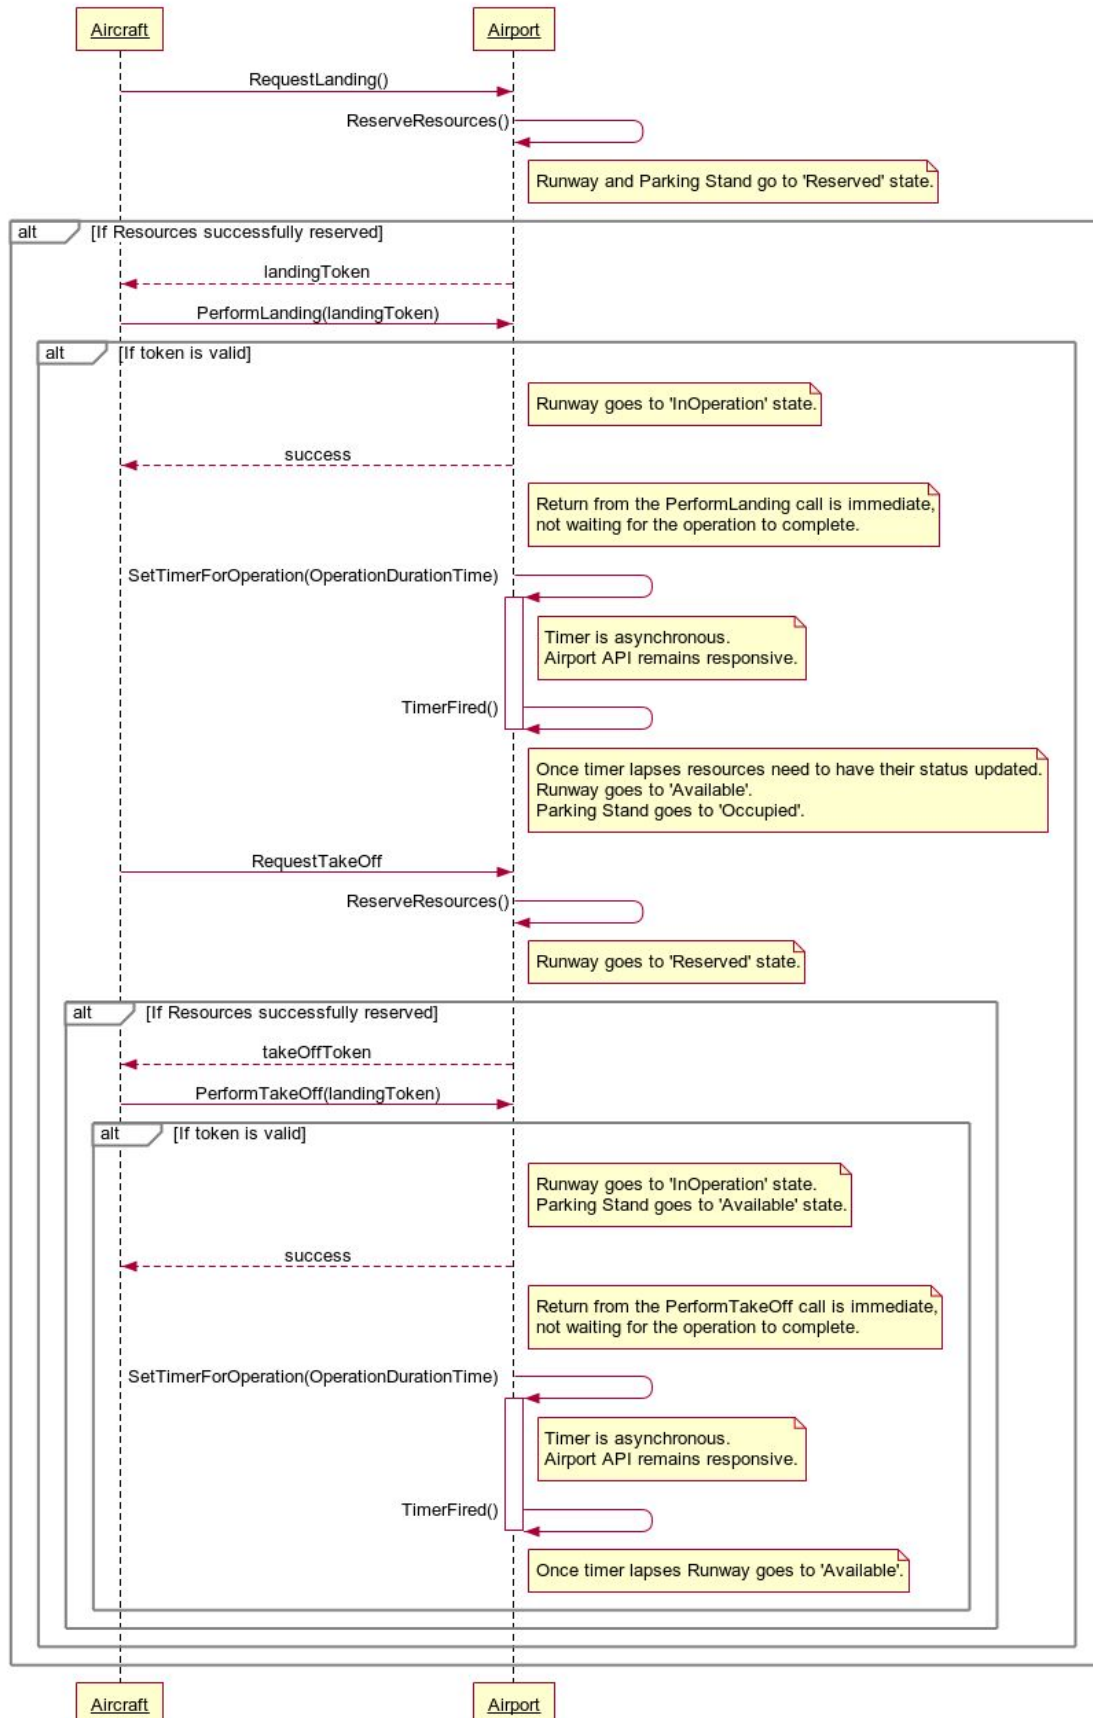 Aircraft
Airport
RequestLanding()
ReserveResources()
Runway and Parking Stand go to 'Reserved' state.
alt
[If Resources successfully reserved]
landingToken
PerformLanding(landingToken)
alt
[If token is valid]
Runway goes to 'InOperation' state.
success
Return from the PerformLanding call is immediate,
not waiting for the operation to complete.
SetTimerForOperation(OperationDurationTime)
Timer is asynchronous.
Airport API remains responsive.
TimerFired()
Once timer lapses resources need to have their status updated.
Runway goes to 'Available'.
Parking Stand goes to 'Occupied'.
RequestTakeOff
ReserveResources()
Runway goes to 'Reserved' state.
alt
[If Resources successfully reserved]
takeOffToken
PerformTakeOff(landingToken)
alt
[If token is valid]
Runway goes to 'InOperation' state.
Parking Stand goes to 'Available' state.
success
Return from the PerformTakeOff call is immediate,
not waiting for the operation to complete.
SetTimerForOperation(OperationDurationTime)
Timer is asynchronous.
Airport API remains responsive.
TimerFired()
Once timer lapses Runway goes to 'Available'.
Aircraft
Airport